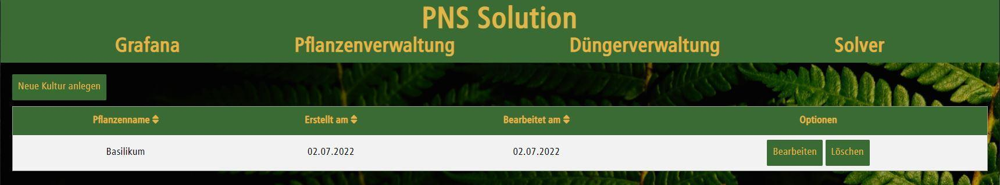 PNS Solution
Grafana Pflanzenverwaltung Düngerverwaltung Solver
Neue Kultur anlegen
Pflanzenname Erstellt am Bearbeitet am Optionen
Basilikum 02.07.2022 02.07.2022 Bearbeiten Löschen